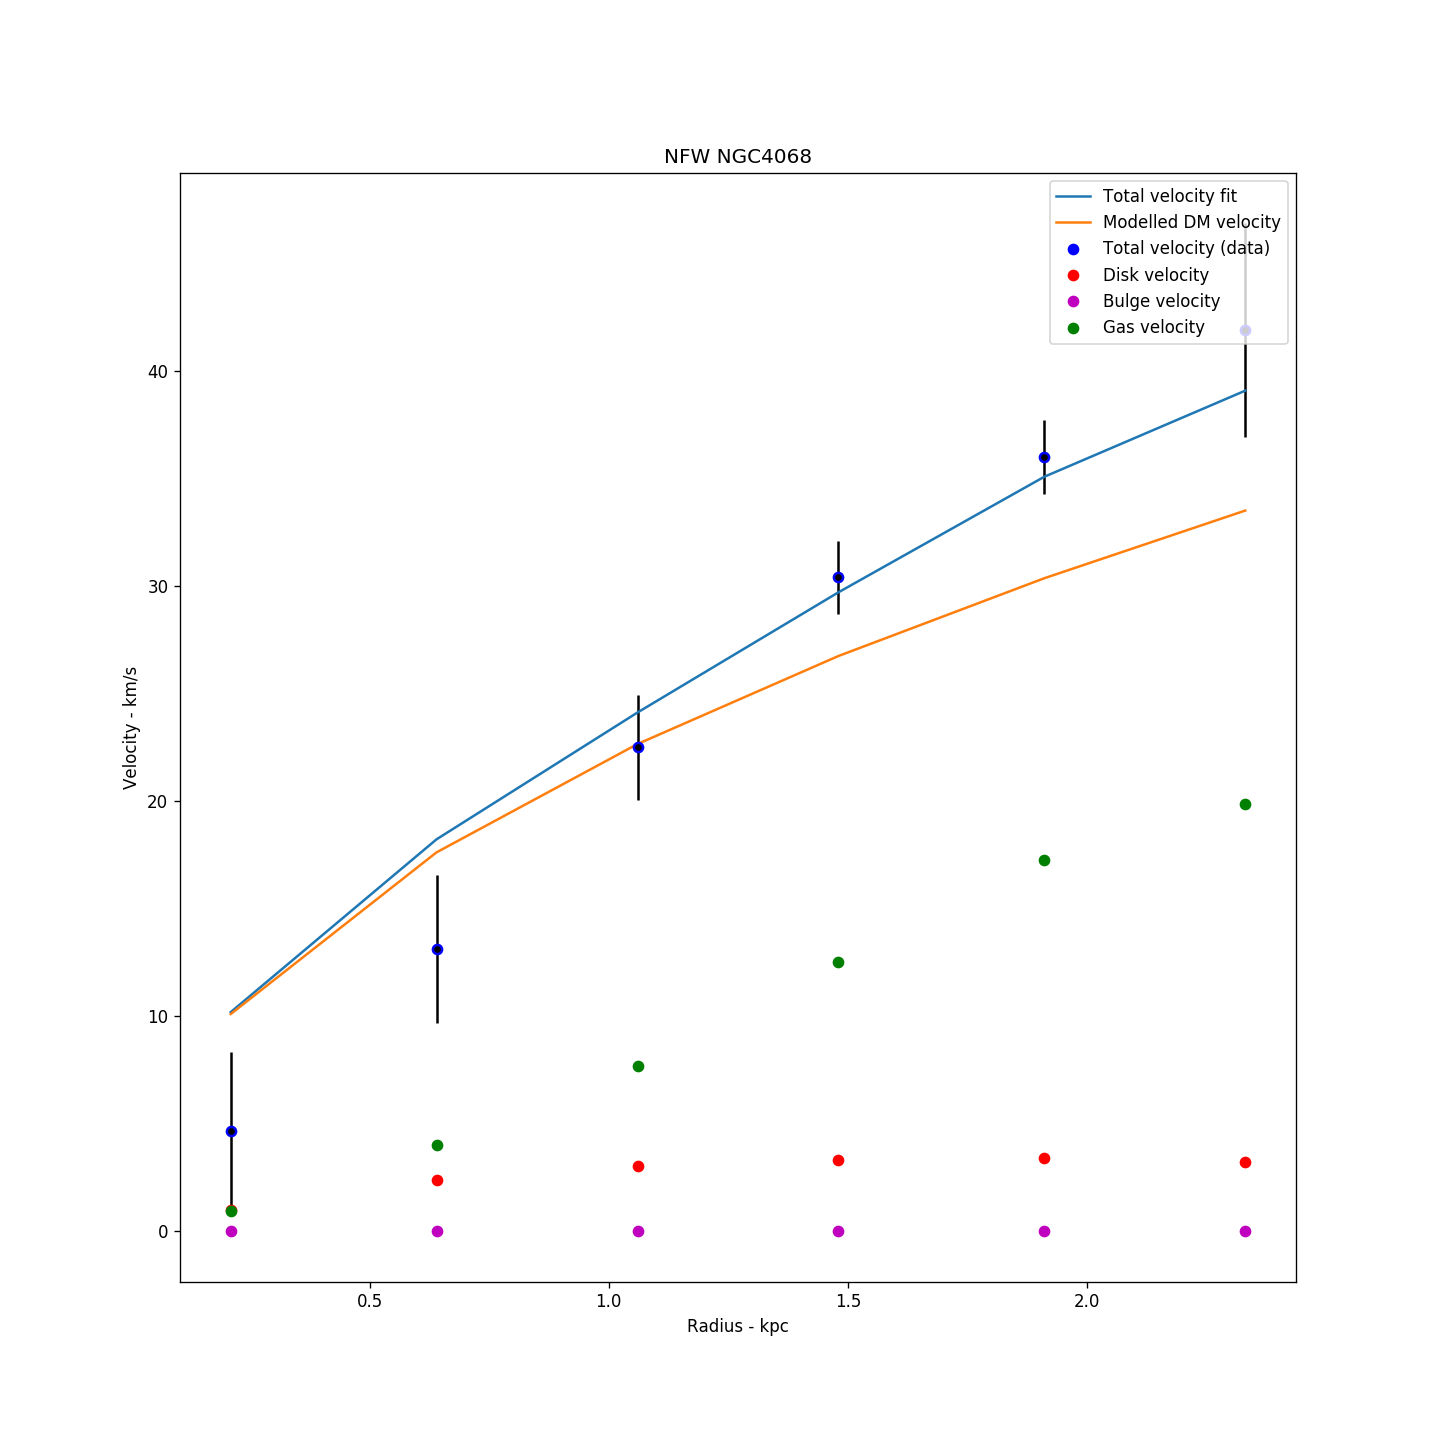 NFW NGC4068
Total velocity fit
Modelled DM velocity
Total velocity (data)
Disk velocity
Bulge velocity
Gas velocity
40
30
20
10
0
Velocity - km/s
0.5 1.0 1.5 2.0
Radius - kpc